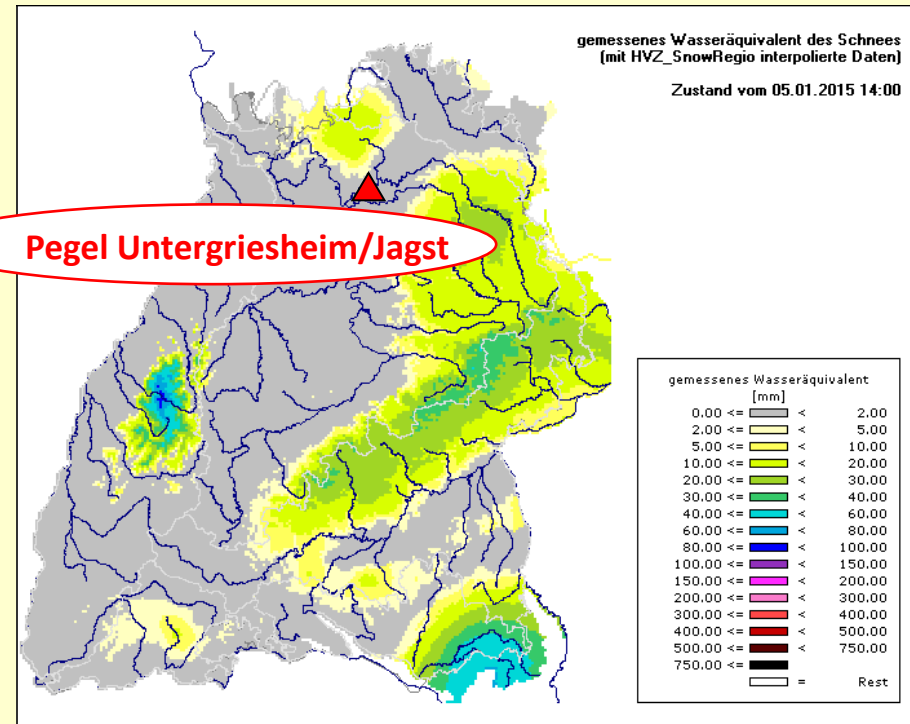 gemessenes Wasseräquivalent des Schnees
(mit HVZ_SnowRegio interpolierte Daten)
Zustand vom 05.01.2015 14:00
Pegel Untergriesheim/Jagst
gemessenes Wasseräquivalent
[mm]
0.00 <= < 2.00
2.00 <= < 5.00
5.00 <= < 10.00
10.00 <= < 20.00
20.00 <= < 30.00
30.00 <= < 40.00
40.00 <= < 60.00
60.00 <= < 80.00
80.00 <= < 100.00
100.00 <= < 150.00
150.00 <= < 200.00
200.00 <= < 300.00
300.00 <= < 400.00
400.00 <= < 500.00
500.00 <= < 750.00
750.00 <=
= Rest